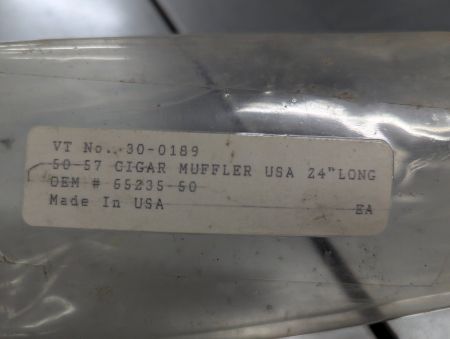 VT No.. 30-0189
50-57 CIGAR MUFFLER USA 24"LONG
OEM # 65235-50
Made In USA EA